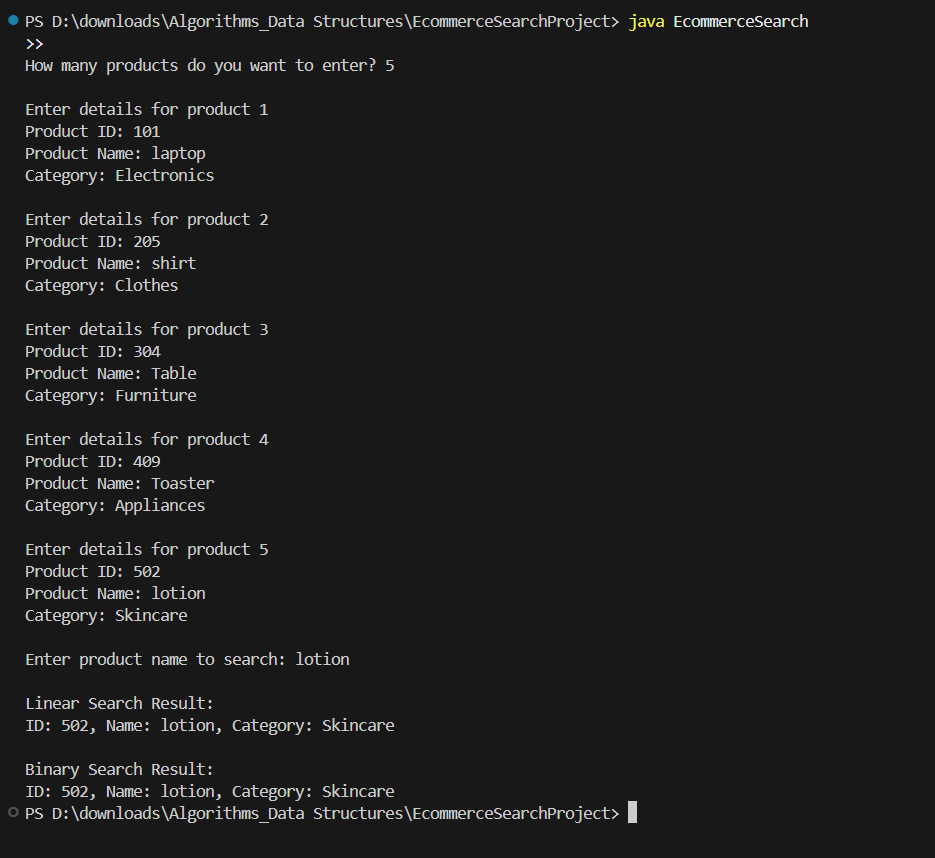 PS D:\downloads\Algorithms_Data Structures\EcommerceSearchProject> java EcommerceSearch
>>
How many products do you want to enter? 5
Enter details for product 1
Product ID: 101
Product Name: laptop
Category: Electronics
Enter details for product 2
Product ID: 205
Product Name: shirt
Category: Clothes
Enter details for product 3
Product ID: 304
Product Name: Table
Category: Furniture
Enter details for product 4
Product ID: 409
Product Name: Toaster
Category: Appliances
Enter details for product 5
Product ID: 502
Product Name: lotion
Category: Skincare
Enter product name to search: lotion
Linear Search Result:
ID: 502, Name: lotion, Category: Skincare
Binary Search Result:
ID: 502, Name: lotion, Category: Skincare
PS D:\downloads\Algorithms_Data Structures\EcommerceSearchProject>